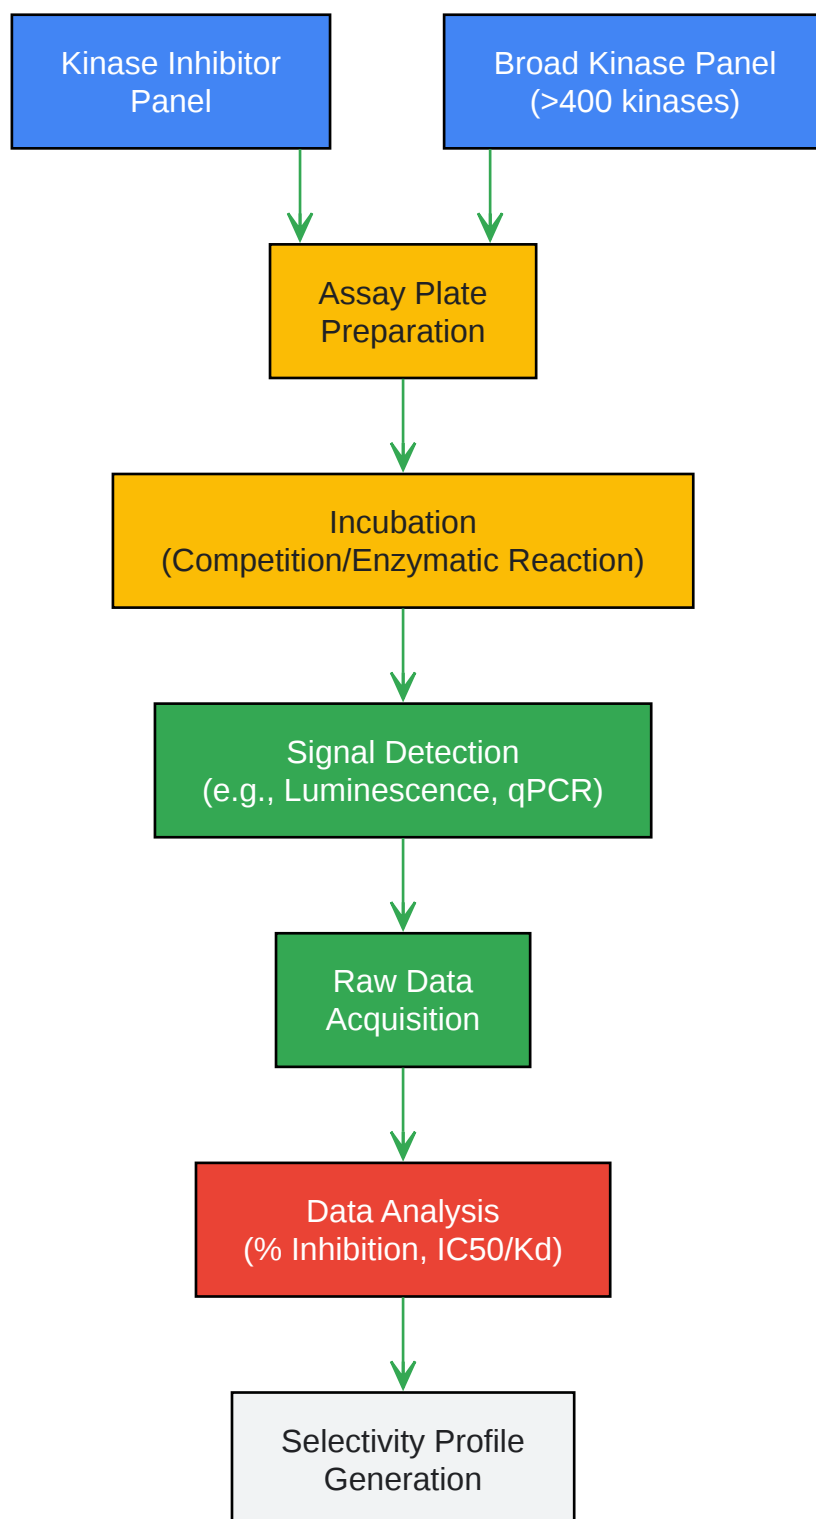 Kinase Inhibitor
Panel
Broad Kinase Panel
(>400 kinases)
Assay Plate
Preparation
Incubation
(Competition/Enzymatic Reaction)
Signal Detection
(e.g., Luminescence, qPCR)
Raw Data
Acquisition
Data Analysis
(% Inhibition, IC50/Kd)
Selectivity Profile
Generation